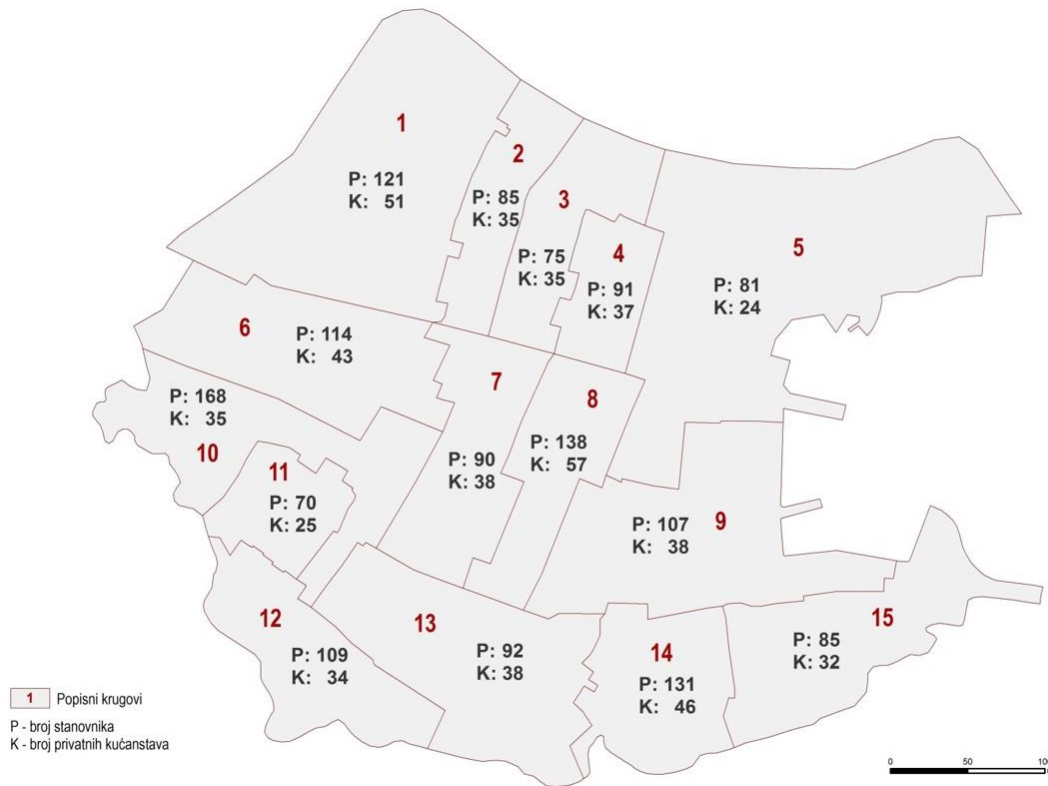 1
P: 121
K: 51
2
P: 85
K: 35
3
P: 75
K: 35
4
P: 91
K: 37
5
P: 81
K: 24
6
P: 114
K: 43
7
P: 90
K: 38
8
P: 138
K: 57
9
P: 107
K: 38
10
P: 168
K: 35
11
P: 70
K: 25
12
P: 109
K: 34
13
P: 92
K: 38
14
P: 131
K: 46
15
P: 85
K: 32
1 Popisni krugovi
P - broj stanovnika
K - broj privatnih kućanstava
0 50